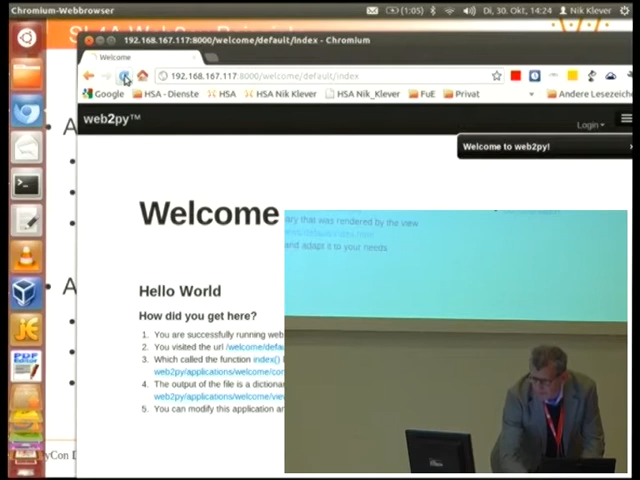 Chromium-Webbrowser
(1:05)
Di, 30. Okt, 14:24
Nik Klever
192.168.167.117:8000/welcome/default/index - Chromium
Welcome
192.168.167.117:8000/welcome/default/index
Google
HSA - Dienste
HSA
HSA Nik Klever
HSA Nik_Klever
FuE
Privat
Andere Lesezeiche
web2py™
Login
Welcome to web2py!
Welcome
Hello World
How did you get here?
1. You are successfully running web
2. You visited the url /welcome/defau
3. Which called the function index()
web2py/applications/welcome/con
4. The output of the file is a dictionar
web2py/applications/welcome/view
5. You can modify this application an
ary that was rendered by the view
and adapt it to your needs
A
A
PDF
yCon D